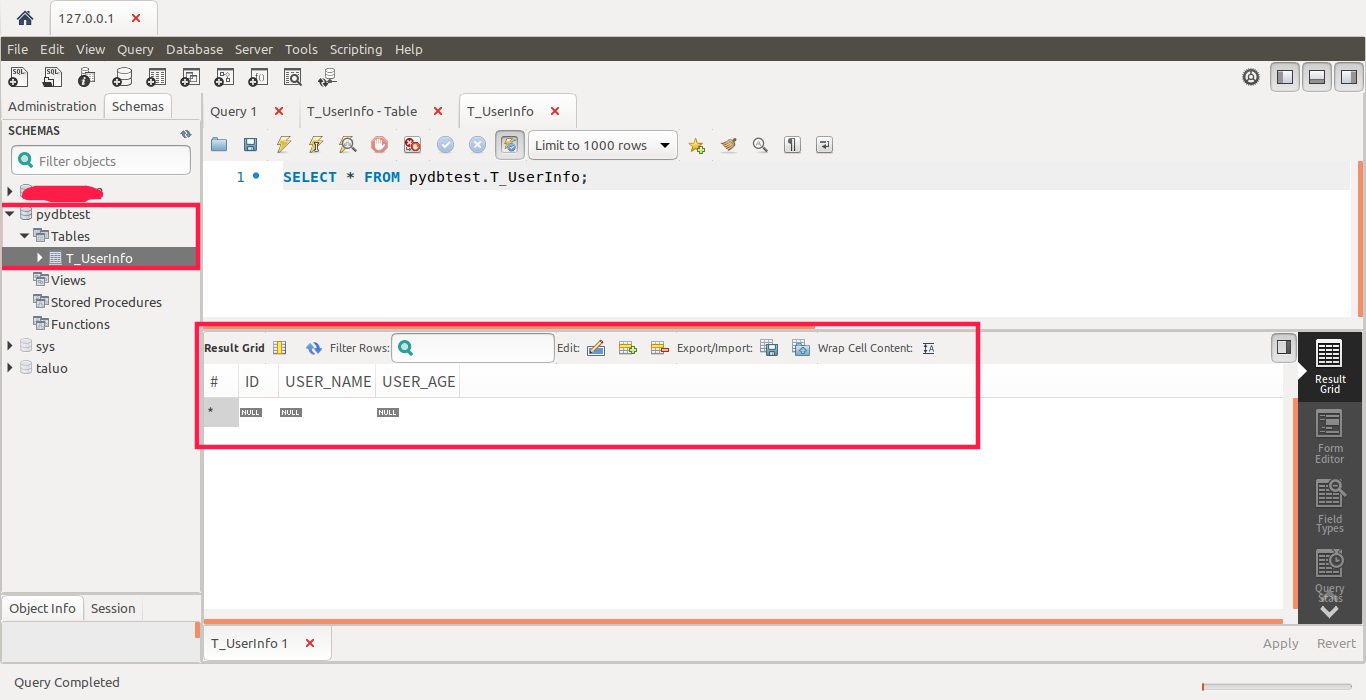 127.0.0.1
File Edit View Query Database Server Tools Scripting Help
Administration Schemas
SCHEMAS
Filter objects
pydbtest
Tables
T_UserInfo
Views
Stored Procedures
Functions
sys
taluo
Object Info Session
Query 1 T_UserInfo - Table T_UserInfo
Limit to 1000 rows
1 SELECT * FROM pydbtest.T_UserInfo;
Result Grid Filter Rows: Edit: Export/Import: Wrap Cell Content:
# ID USER_NAME USER_AGE
* NULL NULL NULL
Result
Grid
Form
Editor
Field
Types
Query
Stats
T_UserInfo 1 Apply Revert
Query Completed